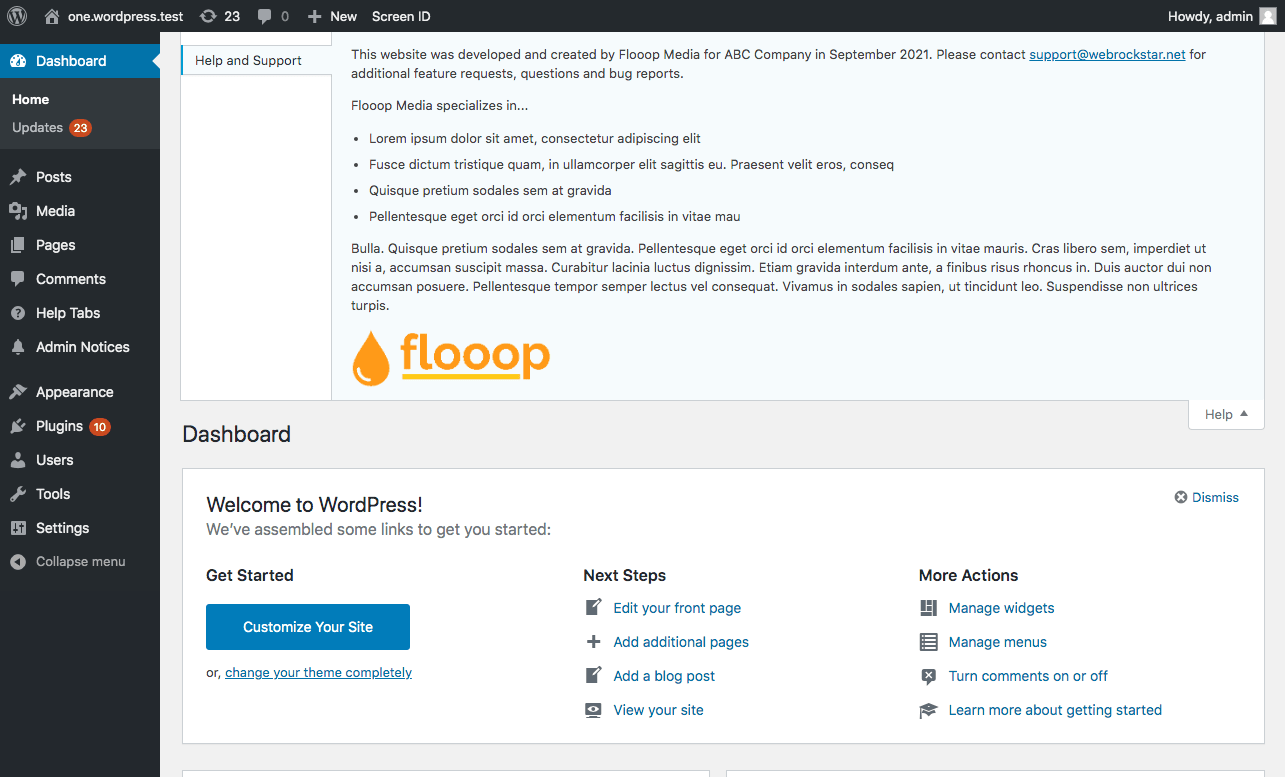 one.wordpress.test 23 0 New Screen ID Howdy, admin
Dashboard
Home
Updates 23
Posts
Media
Pages
Comments
Help Tabs
Admin Notices
Appearance
Plugins 10
Users
Tools
Settings
Collapse menu
Help and Support
This website was developed and created by Flooop Media for ABC Company in September 2021. Please contact support@webrockstar.net for
additional feature requests, questions and bug reports.
Flooop Media specializes in...
• Lorem ipsum dolor sit amet, consectetur adipiscing elit
• Fusce dictum tristique quam, in ullamcorper elit sagittis eu. Praesent velit eros, conseq
• Quisque pretium sodales sem at gravida
• Pellentesque eget orci id orci elementum facilisis in vitae mau
Bulla. Quisque pretium sodales sem at gravida. Pellentesque eget orci id orci elementum facilisis in vitae mauris. Cras libero sem, imperdiet ut
nisi a, accumsan suscipit massa. Curabitur lacinia luctus dignissim. Etiam gravida interdum ante, a finibus risus rhoncus in. Duis auctor dui non
accumsan posuere. Pellentesque tempor semper lectus vel consequat. Vivamus in sodales sapien, ut tincidunt leo. Suspendisse non ultrices
turpis.
flooop
Help
Dashboard
Welcome to WordPress!
Dismiss
We've assembled some links to get you started:
Get Started
Customize Your Site
or, change your theme completely
Next Steps
Edit your front page
Add additional pages
Add a blog post
View your site
More Actions
Manage widgets
Manage menus
Turn comments on or off
Learn more about getting started